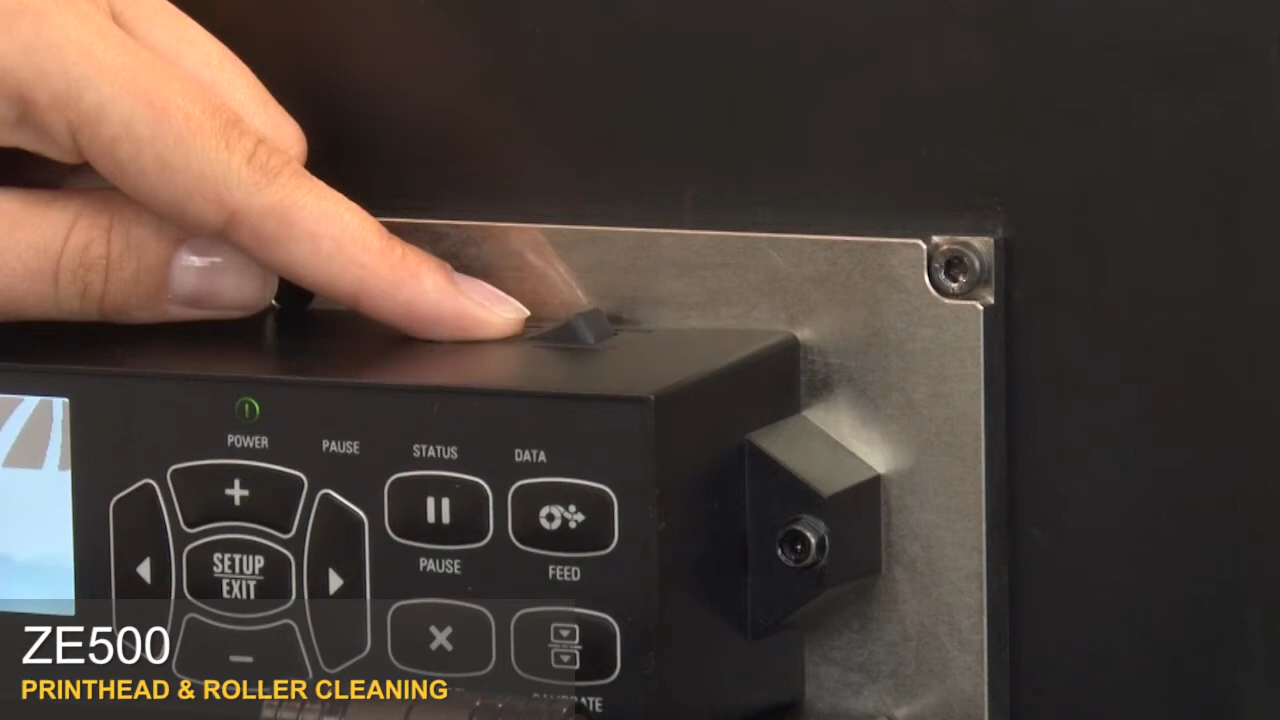 POWER
PAUSE
STATUS
DATA
SETUP
EXIT
PAUSE
FEED
ZE500
PRINTHEAD & ROLLER CLEANING